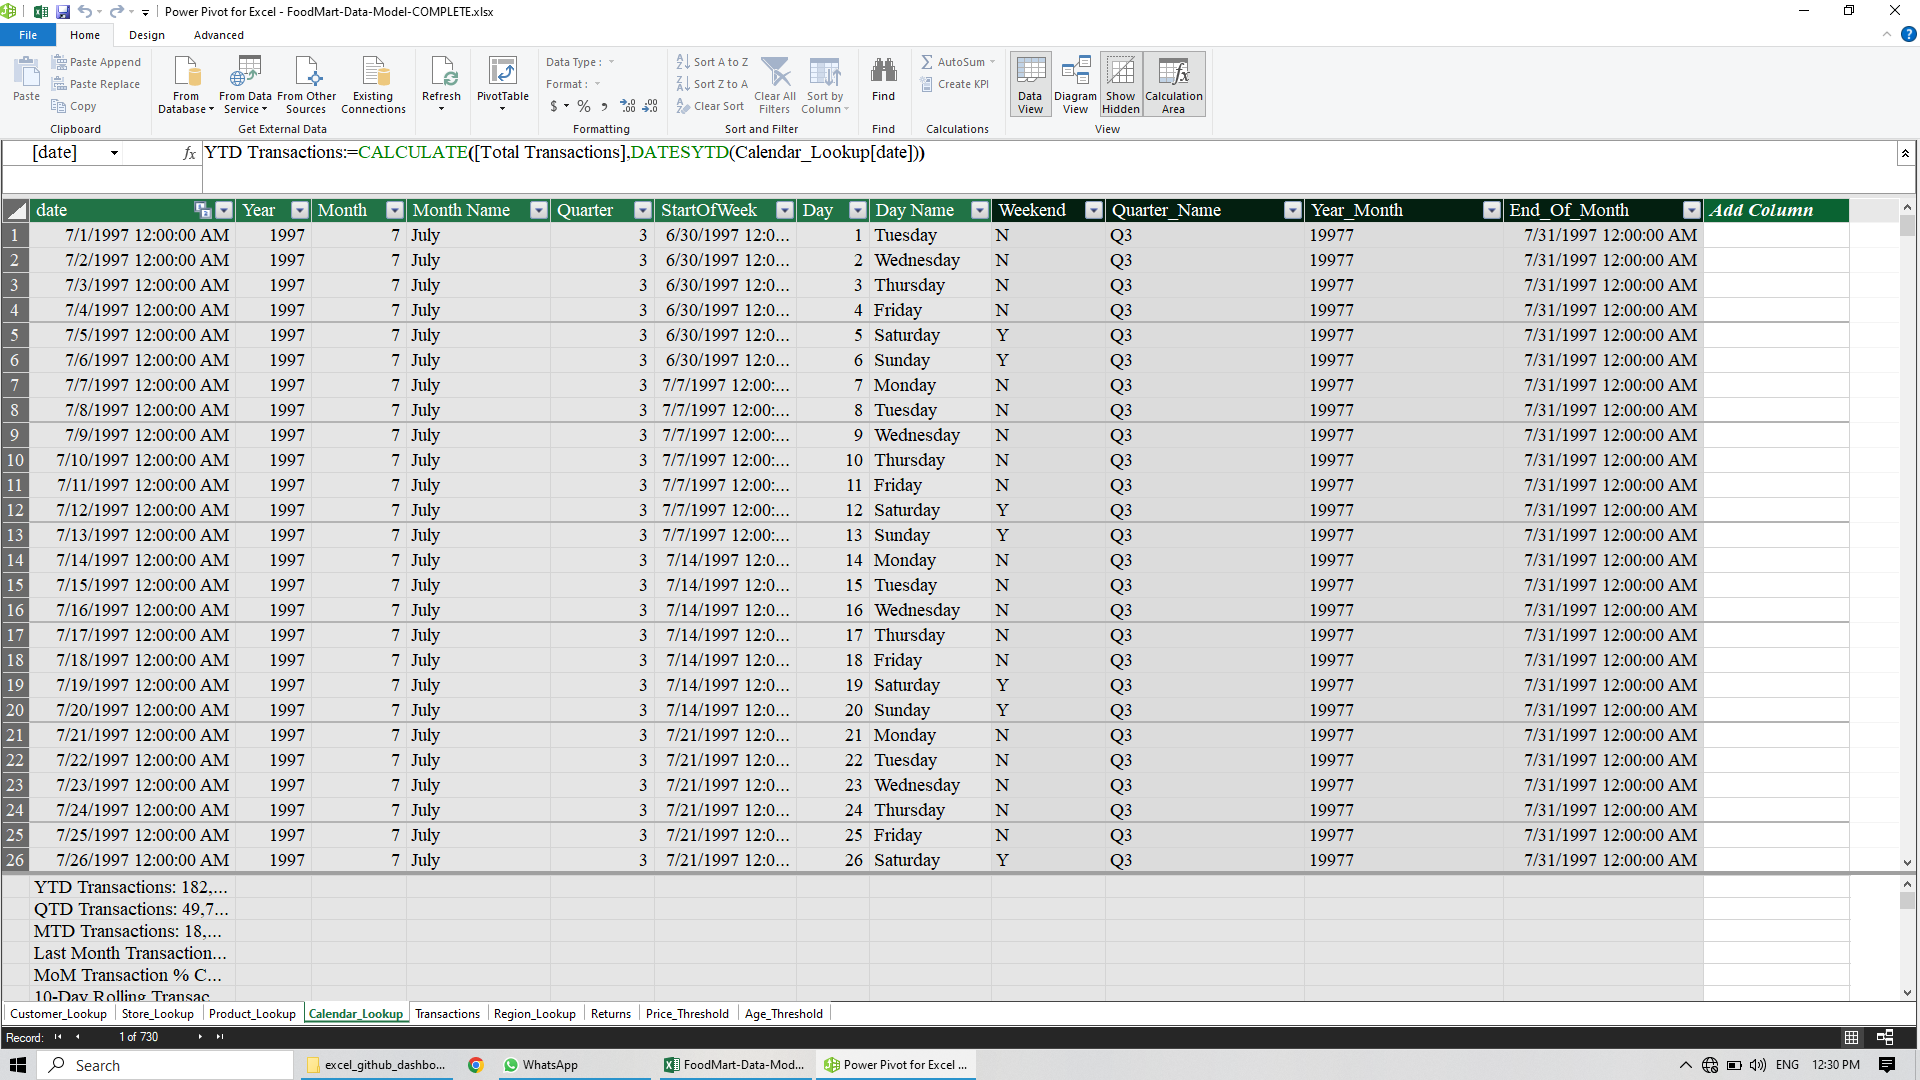 Power Pivot for Excel - FoodMart-Data-Model-COMPLETE.xlsx
File Home Design Advanced
Paste
Paste Append
Paste Replace
Copy
Clipboard
From Database
From Data Service
From Other Sources
Existing Connections
Get External Data
Refresh
PivotTable
Data Type :
Format :
$ % , .00 .00
Formatting
Sort A to Z
Sort Z to A
Clear Sort
Clear All Filters
Sort by Column
Sort and Filter
Find
Find
AutoSum
Create KPI
Calculations
Data View
Diagram View
Show Hidden
Calculation Area
View
[date] fx YTD Transactions:=CALCULATE([Total Transactions],DATESYTD(Calendar_Lookup[date]))
date Year Month Month Name Quarter StartOfWeek Day Day Name Weekend Quarter_Name Year_Month End_Of_Month Add Column
1 7/1/1997 12:00:00 AM 1997 7 July 3 6/30/1997 12:0... 1 Tuesday N Q3 19977 7/31/1997 12:00:00 AM
2 7/2/1997 12:00:00 AM 1997 7 July 3 6/30/1997 12:0... 2 Wednesday N Q3 19977 7/31/1997 12:00:00 AM
3 7/3/1997 12:00:00 AM 1997 7 July 3 6/30/1997 12:0... 3 Thursday N Q3 19977 7/31/1997 12:00:00 AM
4 7/4/1997 12:00:00 AM 1997 7 July 3 6/30/1997 12:0... 4 Friday N Q3 19977 7/31/1997 12:00:00 AM
5 7/5/1997 12:00:00 AM 1997 7 July 3 6/30/1997 12:0... 5 Saturday Y Q3 19977 7/31/1997 12:00:00 AM
6 7/6/1997 12:00:00 AM 1997 7 July 3 6/30/1997 12:0... 6 Sunday Y Q3 19977 7/31/1997 12:00:00 AM
7 7/7/1997 12:00:00 AM 1997 7 July 3 7/7/1997 12:00:... 7 Monday N Q3 19977 7/31/1997 12:00:00 AM
8 7/8/1997 12:00:00 AM 1997 7 July 3 7/7/1997 12:00:... 8 Tuesday N Q3 19977 7/31/1997 12:00:00 AM
9 7/9/1997 12:00:00 AM 1997 7 July 3 7/7/1997 12:00:... 9 Wednesday N Q3 19977 7/31/1997 12:00:00 AM
10 7/10/1997 12:00:00 AM 1997 7 July 3 7/7/1997 12:00:... 10 Thursday N Q3 19977 7/31/1997 12:00:00 AM
11 7/11/1997 12:00:00 AM 1997 7 July 3 7/7/1997 12:00:... 11 Friday N Q3 19977 7/31/1997 12:00:00 AM
12 7/12/1997 12:00:00 AM 1997 7 July 3 7/7/1997 12:00:... 12 Saturday Y Q3 19977 7/31/1997 12:00:00 AM
13 7/13/1997 12:00:00 AM 1997 7 July 3 7/7/1997 12:00:... 13 Sunday Y Q3 19977 7/31/1997 12:00:00 AM
14 7/14/1997 12:00:00 AM 1997 7 July 3 7/14/1997 12:0... 14 Monday N Q3 19977 7/31/1997 12:00:00 AM
15 7/15/1997 12:00:00 AM 1997 7 July 3 7/14/1997 12:0... 15 Tuesday N Q3 19977 7/31/1997 12:00:00 AM
16 7/16/1997 12:00:00 AM 1997 7 July 3 7/14/1997 12:0... 16 Wednesday N Q3 19977 7/31/1997 12:00:00 AM
17 7/17/1997 12:00:00 AM 1997 7 July 3 7/14/1997 12:0... 17 Thursday N Q3 19977 7/31/1997 12:00:00 AM
18 7/18/1997 12:00:00 AM 1997 7 July 3 7/14/1997 12:0... 18 Friday N Q3 19977 7/31/1997 12:00:00 AM
19 7/19/1997 12:00:00 AM 1997 7 July 3 7/14/1997 12:0... 19 Saturday Y Q3 19977 7/31/1997 12:00:00 AM
20 7/20/1997 12:00:00 AM 1997 7 July 3 7/14/1997 12:0... 20 Sunday Y Q3 19977 7/31/1997 12:00:00 AM
21 7/21/1997 12:00:00 AM 1997 7 July 3 7/21/1997 12:0... 21 Monday N Q3 19977 7/31/1997 12:00:00 AM
22 7/22/1997 12:00:00 AM 1997 7 July 3 7/21/1997 12:0... 22 Tuesday N Q3 19977 7/31/1997 12:00:00 AM
23 7/23/1997 12:00:00 AM 1997 7 July 3 7/21/1997 12:0... 23 Wednesday N Q3 19977 7/31/1997 12:00:00 AM
24 7/24/1997 12:00:00 AM 1997 7 July 3 7/21/1997 12:0... 24 Thursday N Q3 19977 7/31/1997 12:00:00 AM
25 7/25/1997 12:00:00 AM 1997 7 July 3 7/21/1997 12:0... 25 Friday N Q3 19977 7/31/1997 12:00:00 AM
26 7/26/1997 12:00:00 AM 1997 7 July 3 7/21/1997 12:0... 26 Saturday Y Q3 19977 7/31/1997 12:00:00 AM
YTD Transactions: 182,...
QTD Transactions: 49,7...
MTD Transactions: 18,...
Last Month Transaction...
MoM Transaction % C...
10-Day Rolling Transac
Customer_Lookup Store_Lookup Product_Lookup Calendar_Lookup Transactions Region_Lookup Returns Price_Threshold Age_Threshold
Record: 1 of 730
Search excel_github_dashbo... WhatsApp FoodMart-Data-Mod... Power Pivot for Excel ... ENG 12:30 PM